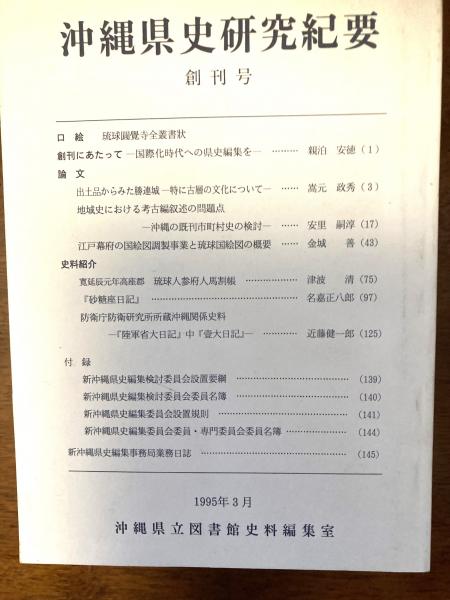 沖縄県史研究紀要
創刊号
口絵 琉球圓覺寺全叢書狀
創刊にあたって ―国際化時代への県史編集を― ……… 親泊 安徳 (1)
論文
出土品からみた勝連城 ―特に古層の文化について― …… 嵩元 政秀 (3)
地域史における考古編叙述の問題点
―沖縄の既刊市町村史の検討― …… 安里 嗣淳 (17)
江戸幕府の国絵図調製事業と琉球国絵図の概要 …… 金城 善 (43)
史料紹介
寛延辰元年高座郡 琉球人参府人馬割帳 ……………… 津波 清 (75)
『砂糖座日記』 ……………………………… 名嘉正八郎 (97)
防衛庁防衛研究所所蔵沖縄関係史料
―『陸軍省大日記』中『壹大日記』― ………… 近藤健一郎 (125)
付録
新沖縄県史編集検討委員会設置要綱 ……………………… (139)
新沖縄県史編集検討委員会委員名簿 ……………………… (140)
新沖縄県史編集委員会設置規則 ……………………… (141)
新沖縄県史編集委員会委員・専門委員会委員名簿 ……………… (144)
新沖縄県史編集事務局業務日誌 ……………………………… (145)
1995年3月
沖縄県立図書館史料編集室